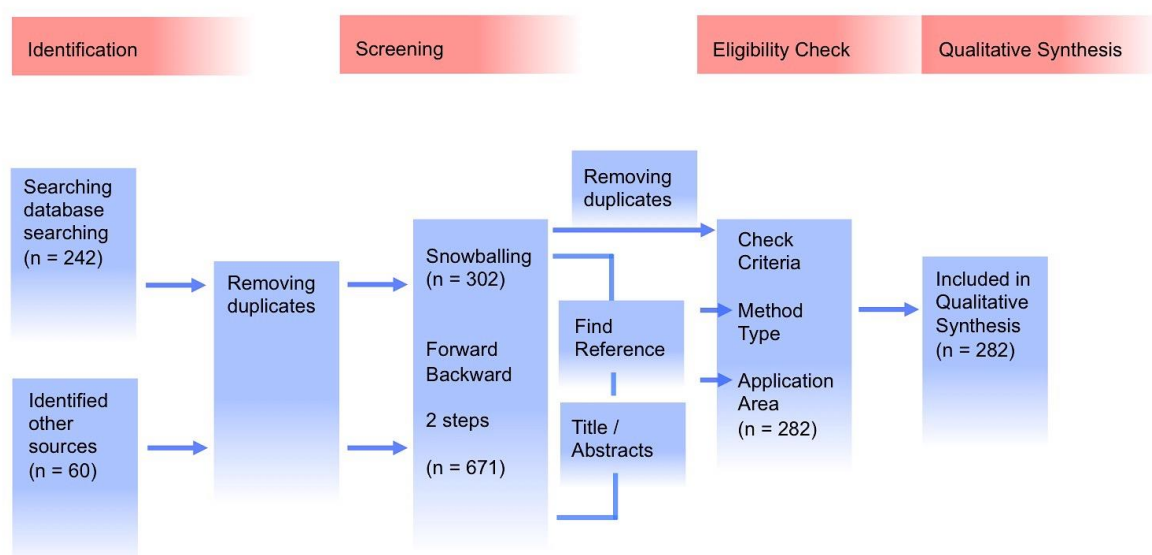 Identification
Screening
Eligibility Check
Qualitative Synthesis
Searching
database
searching
(n = 242)
Identified
other
sources
(n = 60)
Removing
duplicates
Snowballing
(n = 302)
Forward
Backward
2 steps
(n = 671)
Removing
duplicates
Find
Reference
Title /
Abstracts
Check
Criteria
Method
Type
Application
Area
(n = 282)
Included in
Qualitative
Synthesis
(n = 282)